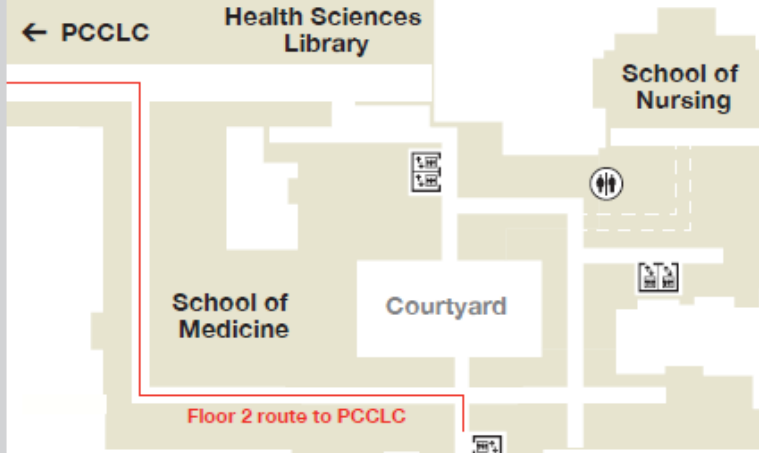 ← PCCLC
Health Sciences
Library
School of
Nursing
School of
Medicine
Courtyard
Floor 2 route to PCCLC